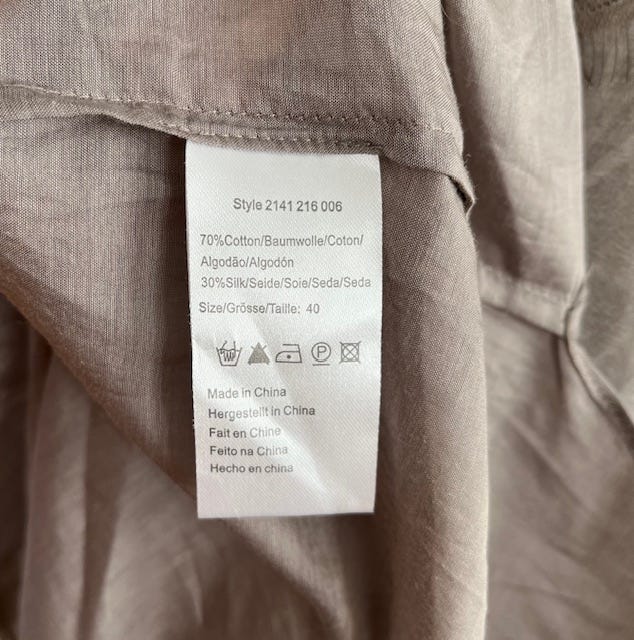 Style 2141 216 006
70%Cotton/Baumwolle/Coton/
Algodão/Algodón
30%Silk/Seide/Soie/Seda/Seda
Size/Grösse/Taille: 40
P
Made in China
Hergestellt in China
Fait en Chine
Feito na China
Hecho en china